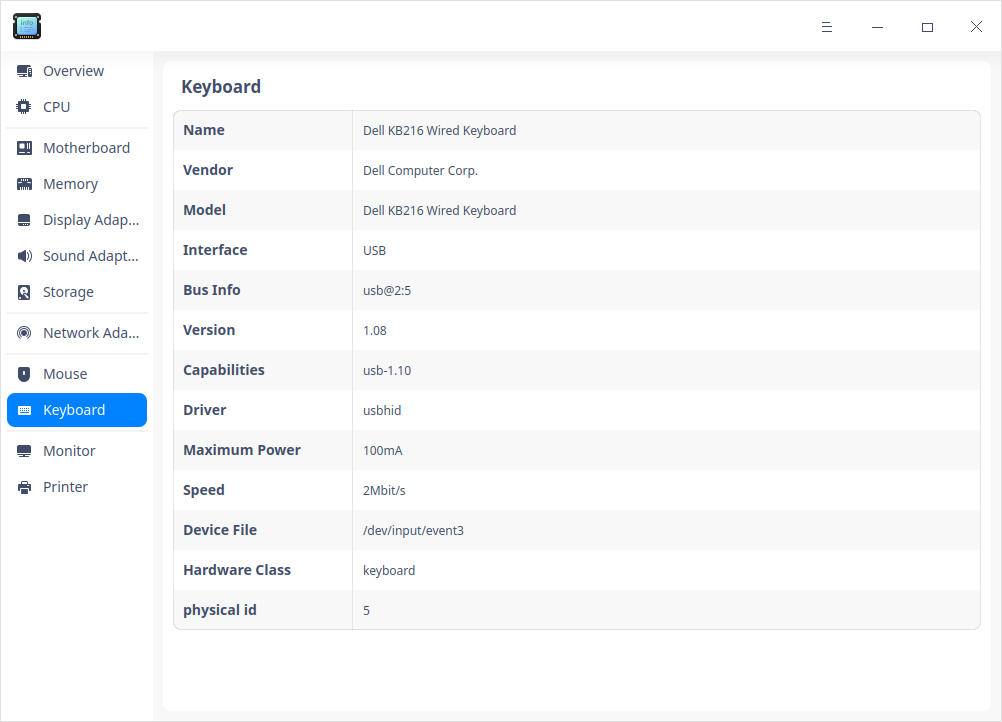 info
Overview
CPU
Motherboard
Memory
Display Adap...
Sound Adapt...
Storage
Network Ada...
Mouse
Keyboard
Monitor
Printer
Keyboard
Name Dell KB216 Wired Keyboard
Vendor Dell Computer Corp.
Model Dell KB216 Wired Keyboard
Interface USB
Bus Info usb@2:5
Version 1.08
Capabilities usb-1.10
Driver usbhid
Maximum Power 100mA
Speed 2Mbit/s
Device File /dev/input/event3
Hardware Class keyboard
physical id 5